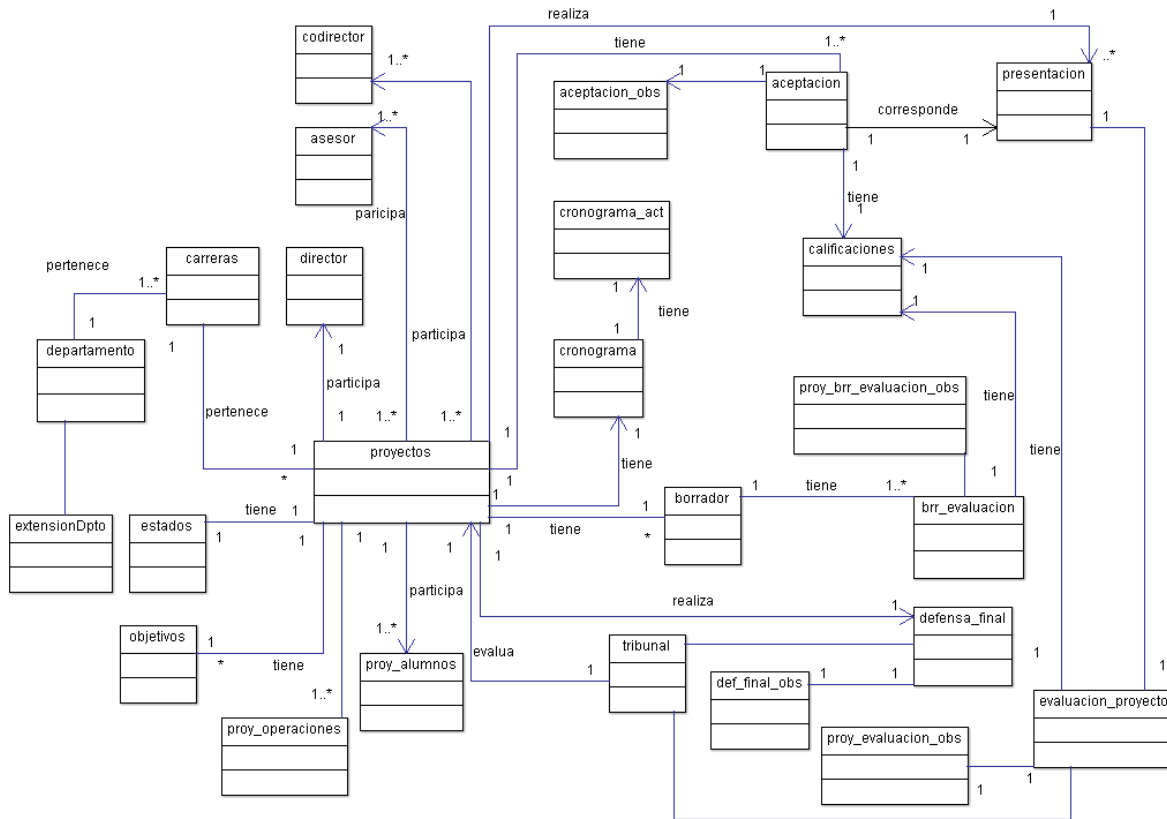 realiza
1
codirector
tiene
1..*
1..*
..*
presentacion
aceptacion
1
1
aceptacion_obs
1..*
corresponde
1
asesor
1
1
1
tiene
1
cronograma_act
paricipa
calificaciones
carreras
director
pertenece
1
1..*
1
tiene
1
1
1
departamento
cronograma
1
1
participa
participa
proy_brr_evaluacion_obs
pertenece
1
1..*
1..*
tiene
1
1
proyectos
1
tiene
tiene
*
1
1
1
tiene
1..*
borrador
brr_evaluacion
extensionDpto
estados
tiene
1
1
1
tiene
*
1
1
1
1
1
1
participa
realiza
1
defensa_final
objetivos
1
1..*
evalua
tribunal
*
tiene
proy_alumnos
1
1
1
1
1
def_final_obs
1..*
proy_operaciones
evaluacion_proyecto
proy_evaluacion_obs
1
1